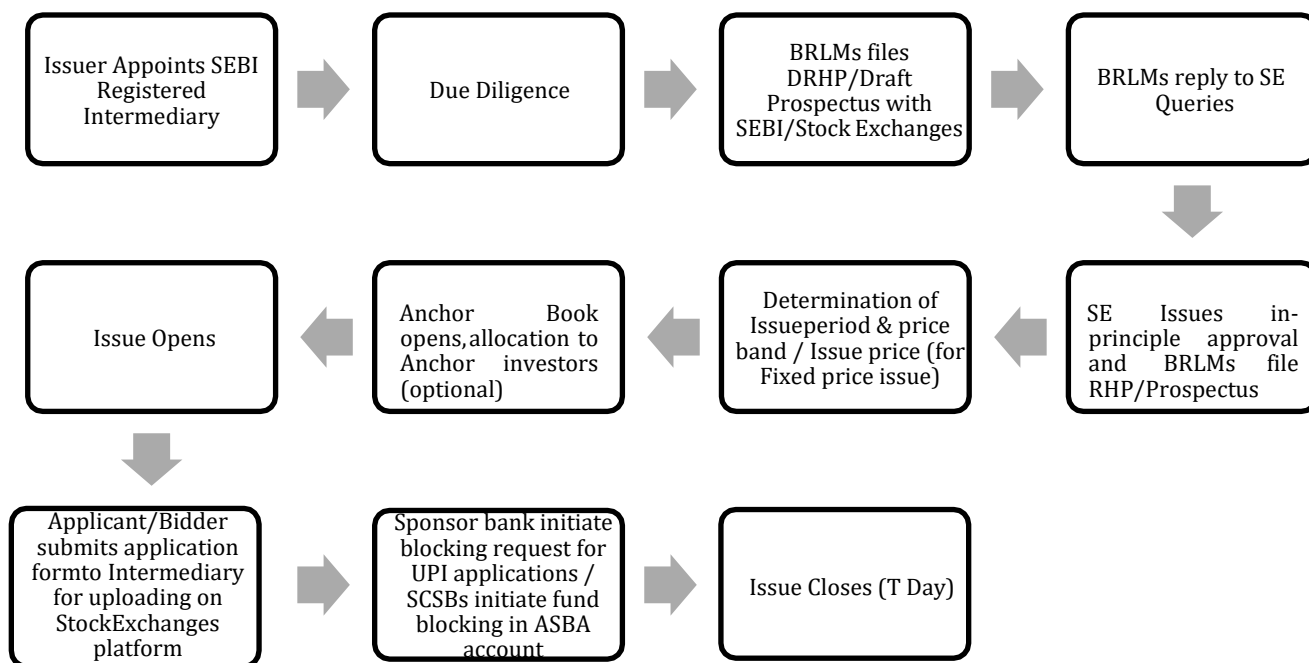 Issuer Appoints SEBI
Registered
Intermediary
Due Diligence
BRLMs files
DRHP/Draft
Prospectus with
SEBI/Stock Exchanges
BRLMs reply to SE
Queries
SE Issues in-
principle approval
and BRLMs file
RHP/Prospectus
Determination of
Issueperiod & price
band / Issue price (for
Fixed price issue)
Anchor Book
opens, allocation to
Anchor investors
(optional)
Issue Opens
Applicant/Bidder
submits application
formto Intermediary
for uploading on
StockExchanges
platform
Sponsor bank initiate
blocking request for
UPI applications /
SCSBs initiate fund
blocking in ASBA
account
Issue Closes (T Day)